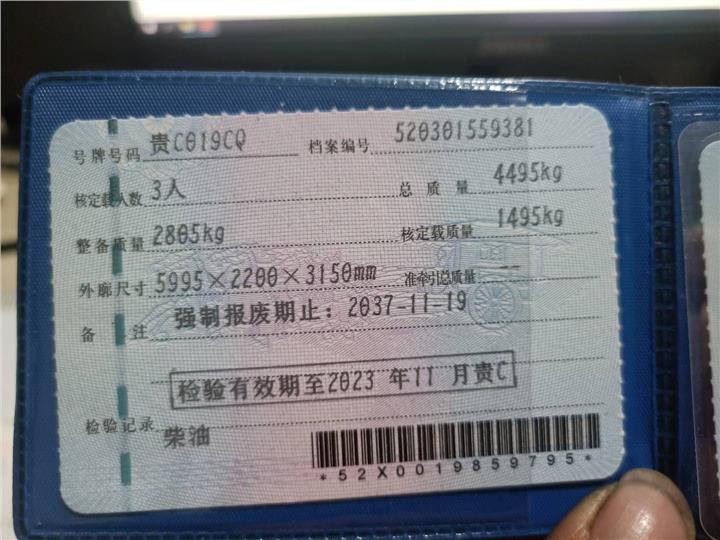 号牌号码 贵C019CQ 档案编号 520301559381
核定载人数 3人 总质量 4495kg
整备质量 2805kg 核定载质量 1495kg
外廓尺寸 5995×2200×3150mm 准牵引总质量 --
备注 强制报废期止：2037-11-19
检验有效期至2023 年11 月贵C
检验记录
柴油
*52X0019859795*